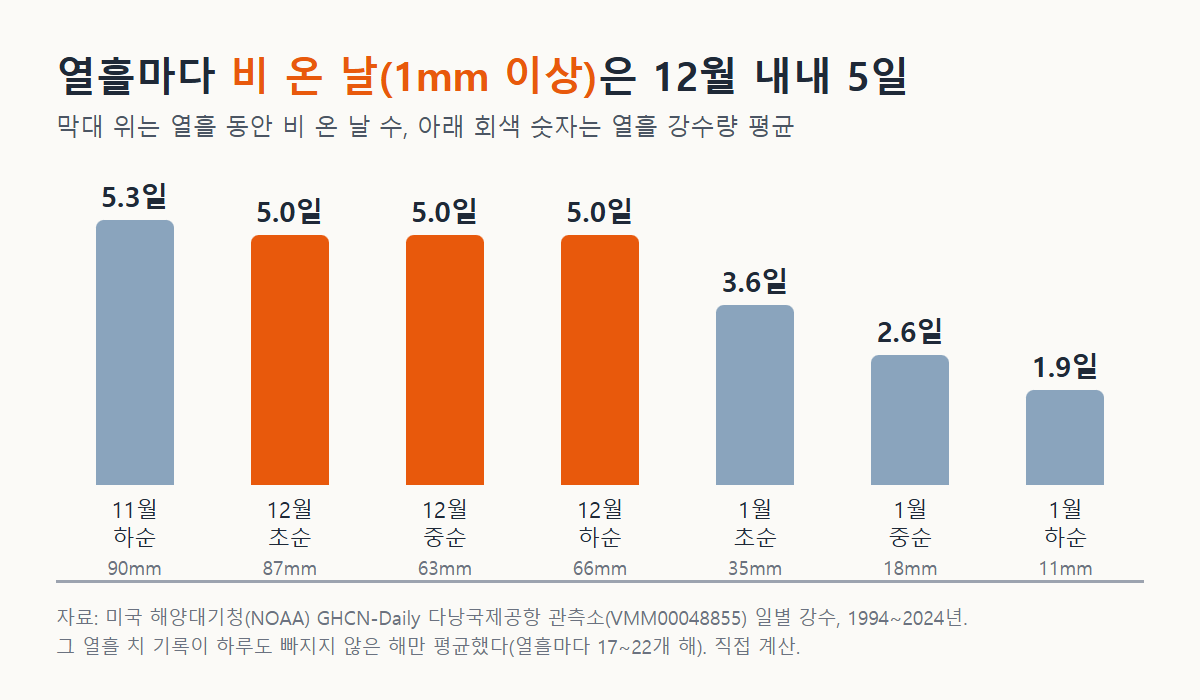 열흘마다 비 온 날(1mm 이상)은 12월 내내 5일
막대 위는 열흘 동안 비 온 날 수, 아래 회색 숫자는 열흘 강수량 평균
5.3일
5.0일
5.0일
5.0일
3.6일
2.6일
1.9일
11월 하순
90mm
12월 초순
87mm
12월 중순
63mm
12월 하순
66mm
1월 초순
35mm
1월 중순
18mm
1월 하순
11mm
자료: 미국 해양대기청(NOAA) GHCN-Daily 다낭국제공항 관측소(VMM00048855) 일별 강수, 1994~2024년.
그 열흘 치 기록이 하루도 빠지지 않은 해만 평균했다(열흘마다 17~22개 해). 직접 계산.